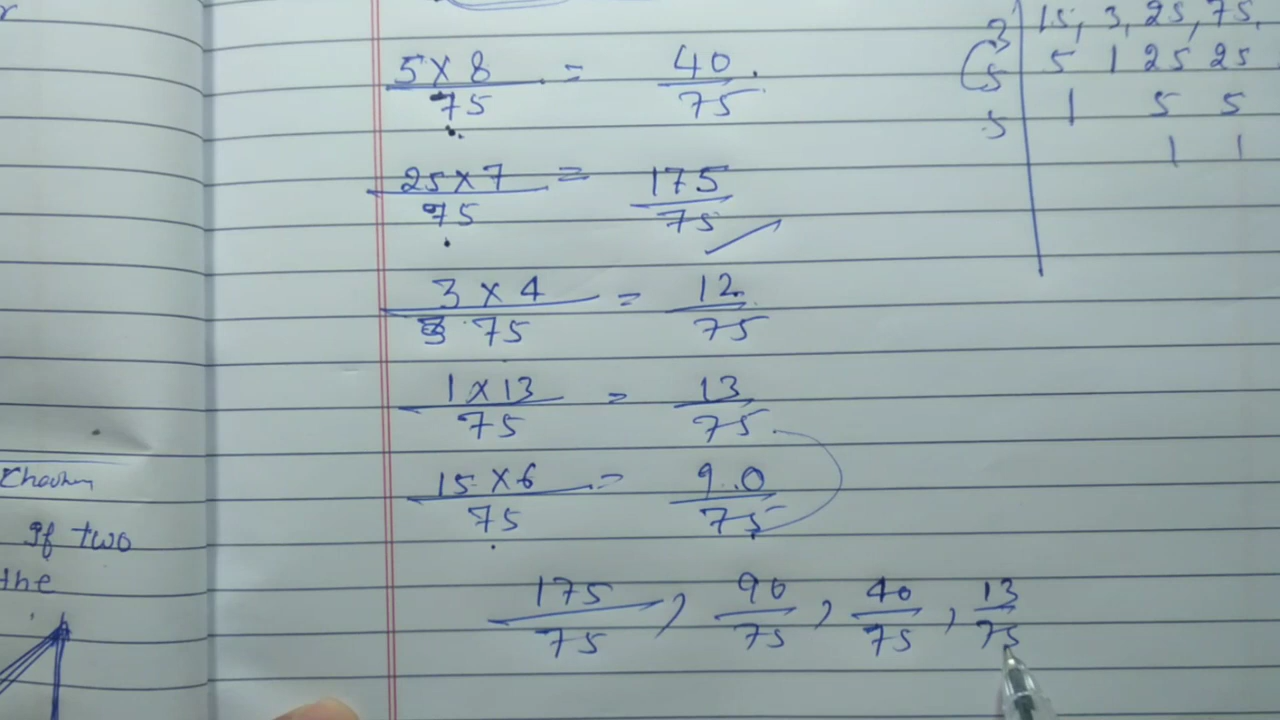 5 × 8 / 75 = 40 / 75
25 × 7 / 75 = 175 / 75
3 × 4 / 75 = 12 / 75
1 × 13 / 75 = 13 / 75
15 × 6 / 75 = 90 / 75
175 / 75 , 90 / 75 , 40 / 75 , 13 / 75
3 | 15, 3, 25, 75,
5 | 5 1 25 25
5 | 1 5 5
1 1
If two
the